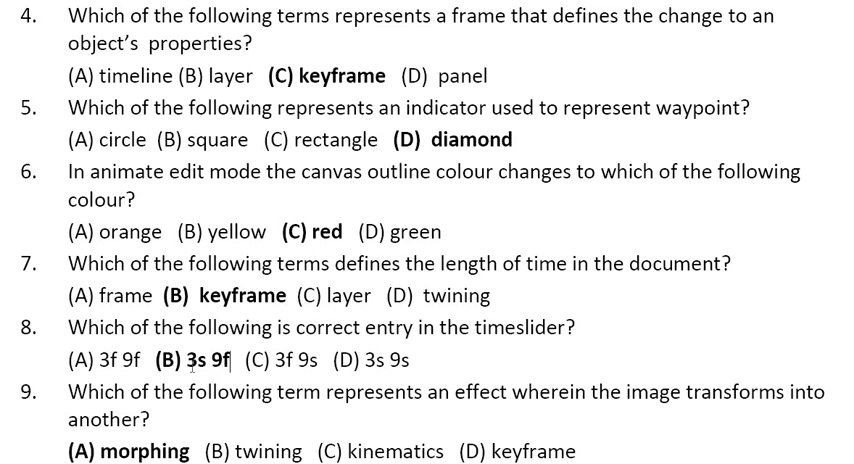 4. Which of the following terms represents a frame that defines the change to an
object's properties?
(A) timeline (B) layer (C) keyframe (D) panel
5. Which of the following represents an indicator used to represent waypoint?
(A) circle (B) square (C) rectangle (D) diamond
6. In animate edit mode the canvas outline colour changes to which of the following
colour?
(A) orange (B) yellow (C) red (D) green
7. Which of the following terms defines the length of time in the document?
(A) frame (B) keyframe (C) layer (D) twining
8. Which of the following is correct entry in the timeslider?
(A) 3f 9f (B) 3s 9f (C) 3f 9s (D) 3s 9s
9. Which of the following term represents an effect wherein the image transforms into
another?
(A) morphing (B) twining (C) kinematics (D) keyframe